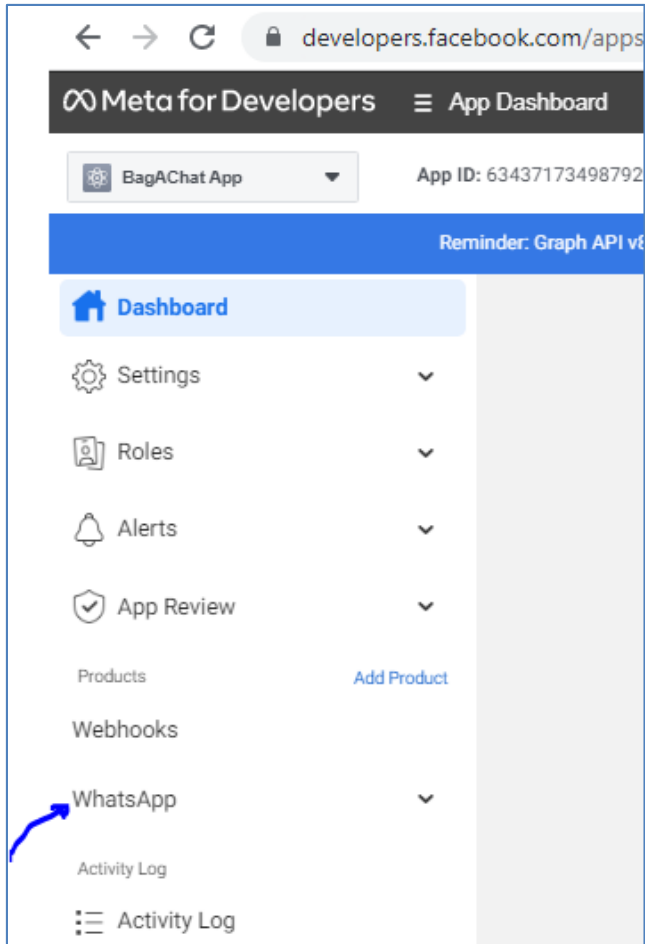 developers.facebook.com/apps
Meta for Developers App Dashboard
BagAChat App App ID: 63437173498792
Reminder: Graph API v8
Dashboard
Settings
Roles
Alerts
App Review
Products Add Product
Webhooks
WhatsApp
Activity Log
Activity Log